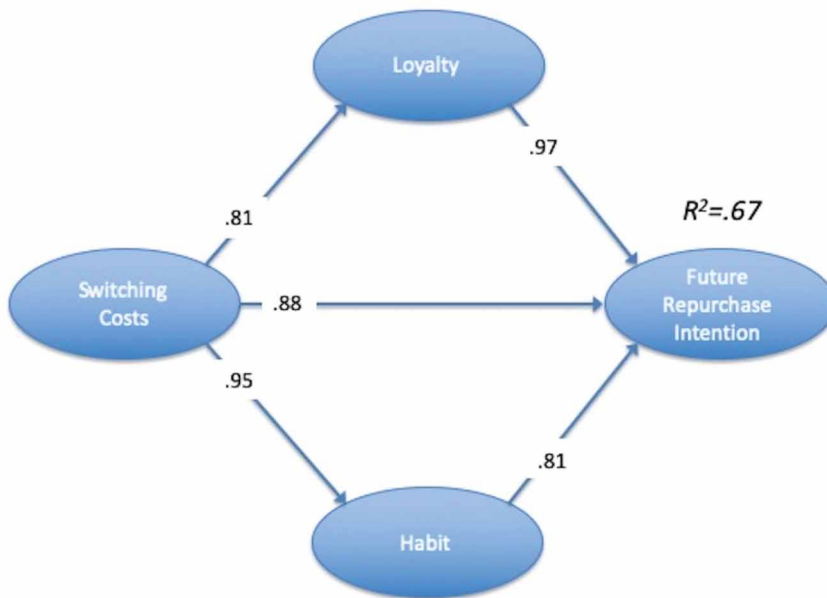 Loyalty
.97
R²=.67
.81
Switching
Costs
.88
Future
Repurchase
Intention
.95
.81
Habit